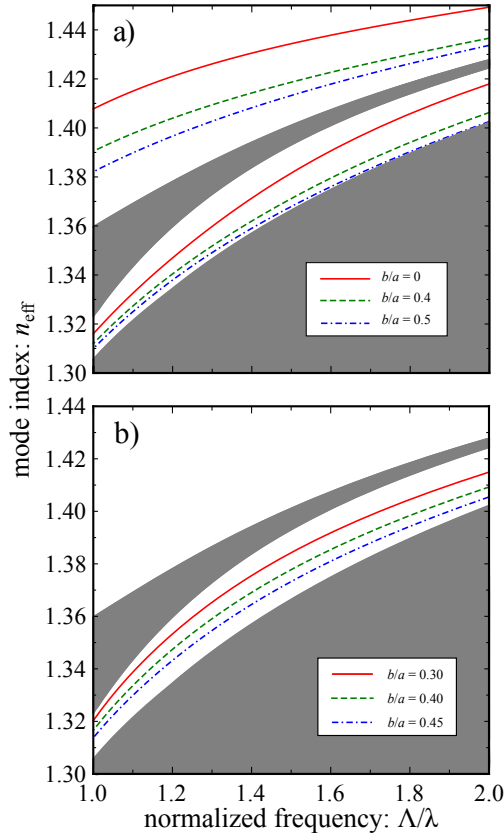 1.44
1.42
1.40
1.38
1.36
1.34
1.32
1.30
a)
b/a = 0
b/a = 0.4
b/a = 0.5
mode index: n_eff
1.44
1.42
1.40
1.38
1.36
1.34
1.32
1.30
b)
b/a = 0.30
b/a = 0.40
b/a = 0.45
1.0 1.2 1.4 1.6 1.8 2.0
normalized frequency: Λ/λ